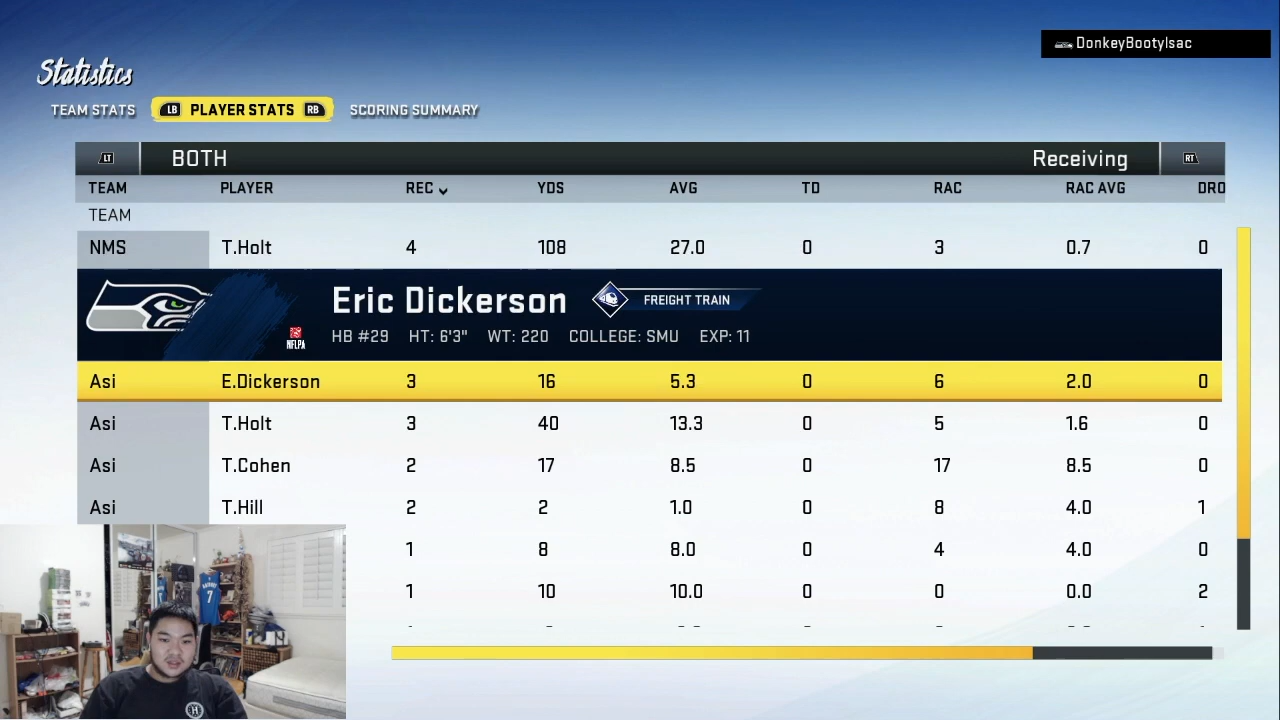 DonkeyBootyIsac
Statistics
TEAM STATS LB PLAYER STATS RB SCORING SUMMARY
LT BOTH Receiving RT
TEAM PLAYER REC YDS AVG TD RAC RAC AVG DRO
TEAM
NMS T.Holt 4 108 27.0 0 3 0.7 0
Eric Dickerson FREIGHT TRAIN
NFLPA HB #29 HT: 6'3" WT: 220 COLLEGE: SMU EXP: 11
Asi E.Dickerson 3 16 5.3 0 6 2.0 0
Asi T.Holt 3 40 13.3 0 5 1.6 0
Asi T.Cohen 2 17 8.5 0 17 8.5 0
Asi T.Hill 2 2 1.0 0 8 4.0 1
1 8 8.0 0 4 4.0 0
1 10 10.0 0 0 0.0 2
7
H